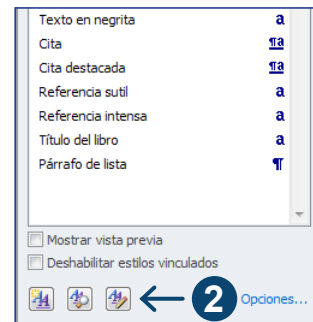 Texto en negrita a
Cita ¶a
Cita destacada ¶a
Referencia sutil a
Referencia intensa a
Título del libro a
Párrafo de lista ¶
Mostrar vista previa
Deshabilitar estilos vinculados
2 Opciones...